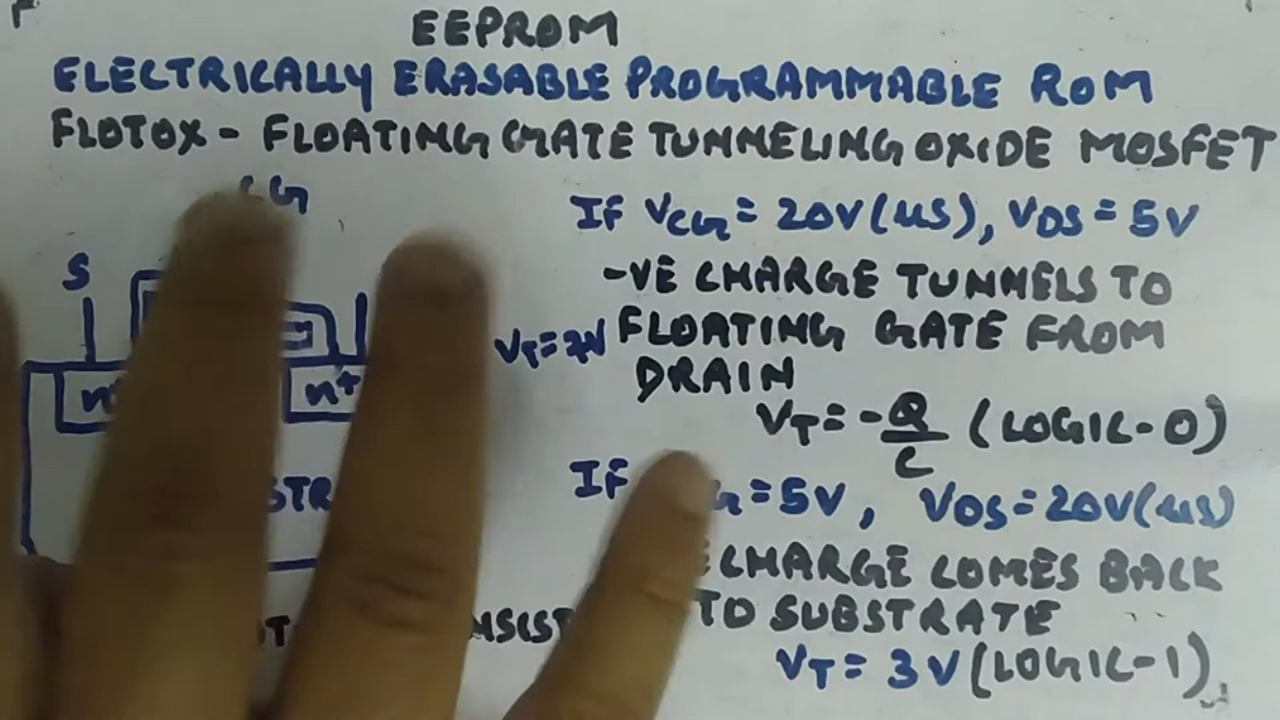 EEPROM
ELECTRICALLY ERASABLE PROGRAMMABLE ROM
FLOTOX - FLOATING GATE TUNNELING OXIDE MOSFET
S
n+
IF VCG = 20V(us), VDS = 5V
-VE CHARGE TUNNELS TO
FLOATING GATE FROM
DRAIN
VT = -Q/C (LOGIC-0)
IF = 5V, VDS = 20V(us)
CHARGE COMES BACK
TO SUBSTRATE
VT = 3V (LOGIC-1)